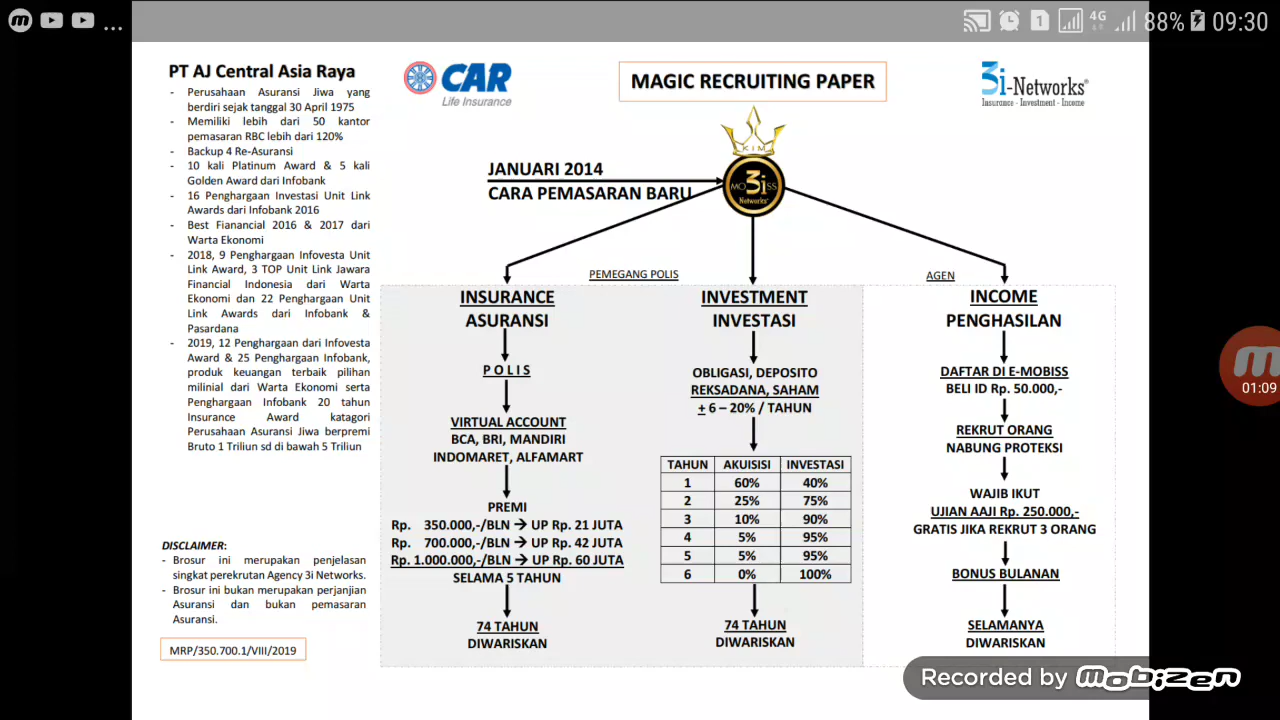 4G
88%
09:30
PT AJ Central Asia Raya
- Perusahaan Asuransi Jiwa yang
berdiri sejak tanggal 30 April 1975
- Memiliki lebih dari 50 kantor
pemasaran RBC lebih dari 120%
- Backup 4 Re-Asuransi
- 10 kali Platinum Award & 5 kali
Golden Award dari Infobank
- 16 Penghargaan Investasi Unit Link
Awards dari Infobank 2016
- Best Fianancial 2016 & 2017 dari
Warta Ekonomi
- 2018, 9 Penghargaan Infovesta Unit
Link Award, 3 TOP Unit Link Jawara
Financial Indonesia dari Warta
Ekonomi dan 22 Penghargaan Unit
Link Awards dari Infobank &
Pasardana
- 2019, 12 Penghargaan dari Infovesta
Award & 25 Penghargaan Infobank,
produk keuangan terbaik pilihan
milinial dari Warta Ekonomi serta
Penghargaan Infobank 20 tahun
Insurance Award katagori
Perusahaan Asuransi Jiwa berpremi
Bruto 1 Triliun sd di bawah 5 Triliun
DISCLAIMER:
- Brosur ini merupakan penjelasan
singkat perekrutan Agency 3i Networks.
- Brosur ini bukan merupakan perjanjian
Asuransi dan bukan pemasaran
Asuransi.
MRP/350.700.1/VIII/2019
CAR
Life Insurance
MAGIC RECRUITING PAPER
3i-Networks®
Insurance - Investment - Income
KIM
MO3iSS
Networks
JANUARI 2014
CARA PEMASARAN BARU
PEMEGANG POLIS
AGEN
INSURANCE
ASURANSI
POLIS
VIRTUAL ACCOUNT
BCA, BRI, MANDIRI
INDOMARET, ALFAMART
PREMI
Rp. 350.000,-/BLN → UP Rp. 21 JUTA
Rp. 700.000,-/BLN → UP Rp. 42 JUTA
Rp. 1.000.000,-/BLN → UP Rp. 60 JUTA
SELAMA 5 TAHUN
74 TAHUN
DIWARISKAN
INVESTMENT
INVESTASI
OBLIGASI, DEPOSITO
REKSADANA, SAHAM
+ 6 – 20% / TAHUN
TAHUN AKUISISI INVESTASI
1 60% 40%
2 25% 75%
3 10% 90%
4 5% 95%
5 5% 95%
6 0% 100%
74 TAHUN
DIWARISKAN
INCOME
PENGHASILAN
DAFTAR DI E-MOBISS
BELI ID Rp. 50.000,-
REKRUT ORANG
NABUNG PROTEKSI
WAJIB IKUT
UJIAN AAJI Rp. 250.000,-
GRATIS JIKA REKRUT 3 ORANG
BONUS BULANAN
SELAMANYA
DIWARISKAN
01:09
Recorded by mobizen